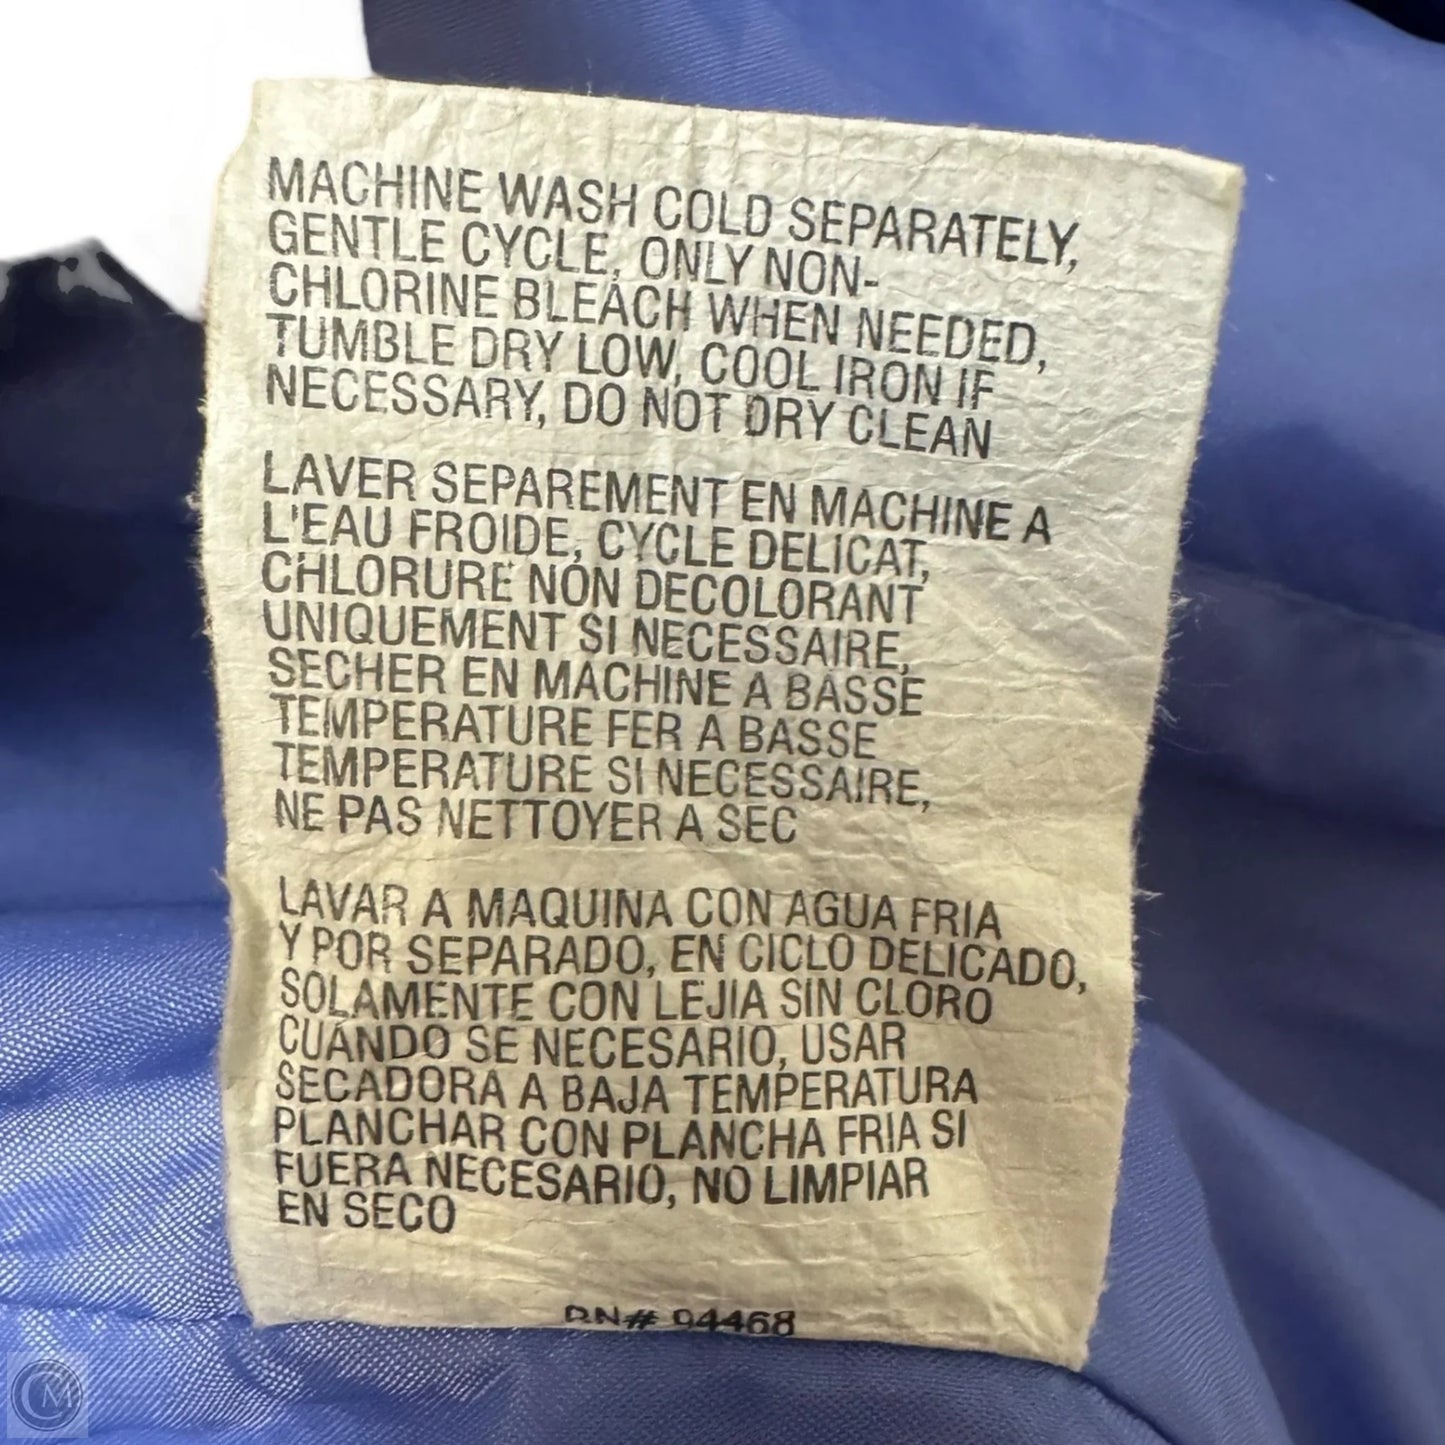 MACHINE WASH COLD SEPARATELY,
GENTLE CYCLE, ONLY NON-
CHLORINE BLEACH WHEN NEEDED,
TUMBLE DRY LOW, COOL IRON IF
NECESSARY, DO NOT DRY CLEAN
LAVER SEPAREMENT EN MACHINE A
L'EAU FROIDE, CYCLE DELICAT,
CHLORURE NON DECOLORANT
UNIQUEMENT SI NECESSAIRE,
SECHER EN MACHINE A BASSE
TEMPERATURE FER A BASSE
TEMPERATURE SI NECESSAIRE,
NE PAS NETTOYER A SEC
LAVAR A MAQUINA CON AGUA FRIA
Y POR SEPARADO, EN CICLO DELICADO,
SOLAMENTE CON LEJIA SIN CLORO
CUANDO SE NECESARIO, USAR
SECADORA A BAJA TEMPERATURA
PLANCHAR CON PLANCHA FRIA SI
FUERA NECESARIO, NO LIMPIAR
EN SECO
RN# 94468
CM